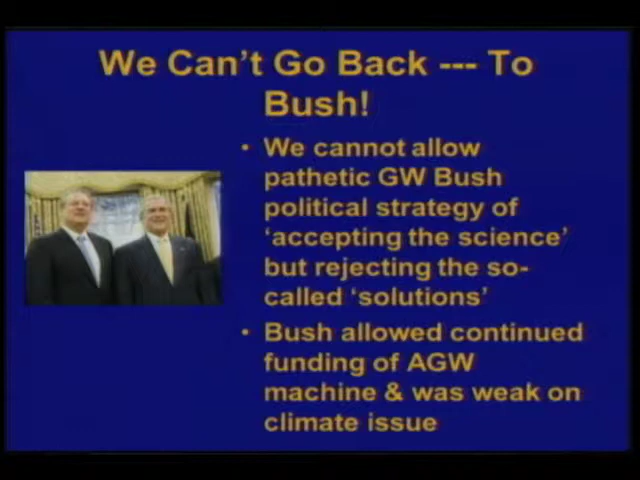 We Can't Go Back --- To
Bush!
• We cannot allow
pathetic GW Bush
political strategy of
'accepting the science'
but rejecting the so-
called 'solutions'
• Bush allowed continued
funding of AGW
machine & was weak on
climate issue